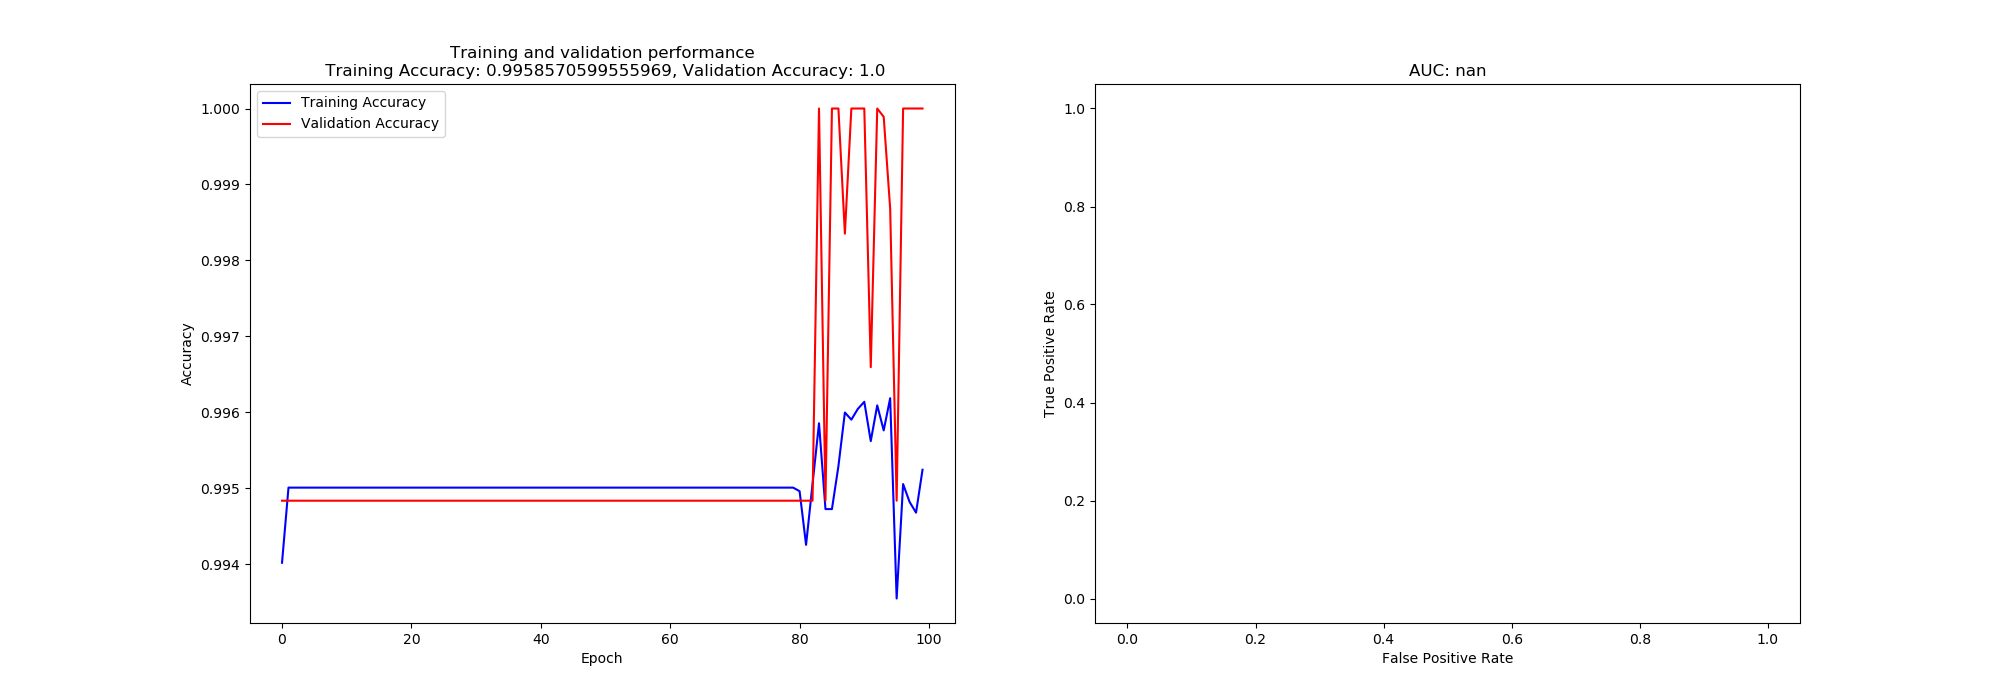 Training and validation performance
Training Accuracy: 0.9958570599555969, Validation Accuracy: 1.0
Training Accuracy
Validation Accuracy
1.000
0.999
0.998
0.997
0.996
0.995
0.994
Accuracy
0
20
40
60
80
100
Epoch
AUC: nan
1.0
0.8
0.6
0.4
0.2
0.0
True Positive Rate
0.0
0.2
0.4
0.6
0.8
1.0
False Positive Rate